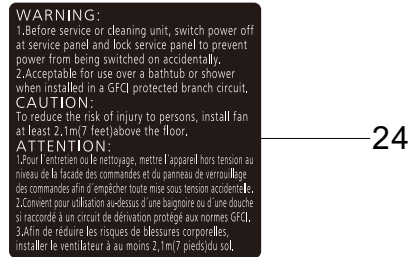 WARNING:
1.Before service or cleaning unit, switch power off
at service panel and lock service panel to prevent
power from being switched on accidentally.
2.Acceptable for use over a bathtub or shower
when installed in a GFCI protected branch circuit.
CAUTION:
To reduce the risk of injury to persons, install fan
at least 2.1m(7 feet)above the floor.
ATTENTION:
1.Pour l'entretien ou le nettoyage, mettre l'appareil hors tension au
niveau de la facade des commandes et du panneau de verrouillage
des commandes afin d'empêcher toute mise sous tension accidentelle.
2.Convient pour utilisation au-dessus d'une baignoire ou d'une douche
si raccordé à un circuit de dérivation protégé aux normes GFCI.
3.Afin de réduire les risques de blessures corporelles,
installer le ventilateur à au moins 2,1m(7 pieds)du sol.
24